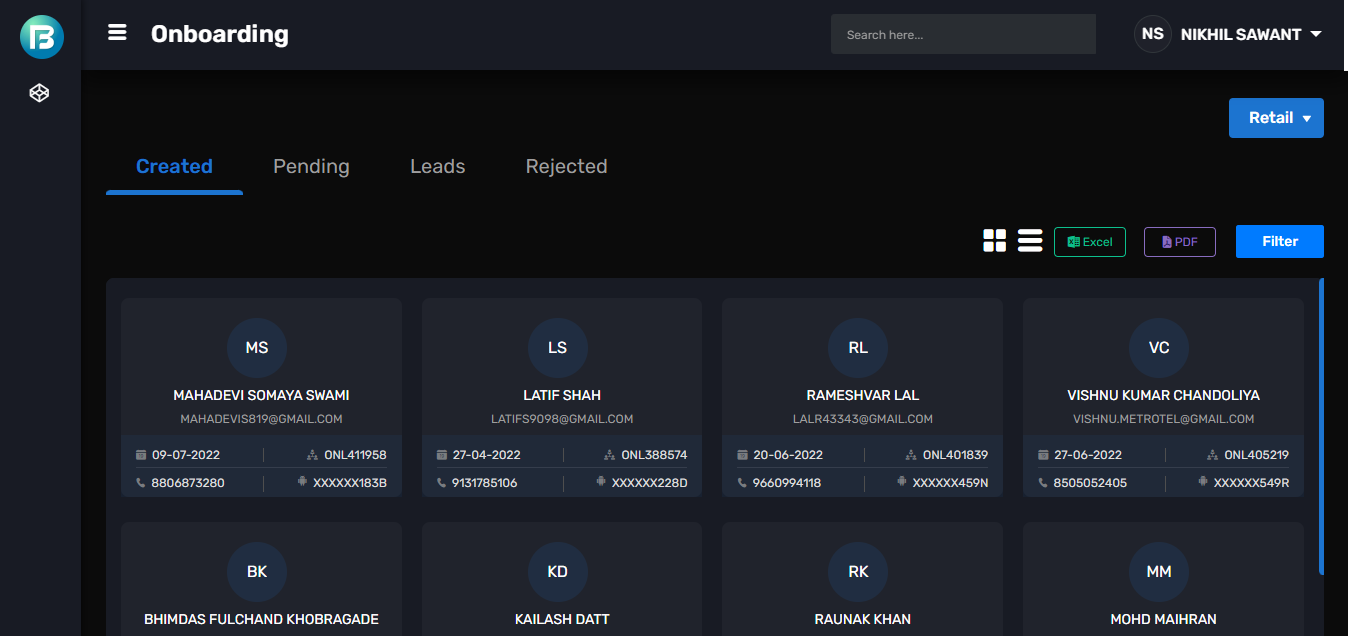 Onboarding
Search here...
NS NIKHIL SAWANT
Retail
Created Pending Leads Rejected
Excel PDF Filter
MS LS RL VC
MAHADEVI SOMAYA SWAMI LATIF SHAH RAMESHVAR LAL VISHNU KUMAR CHANDOLIYA
MAHADEVIS819@GMAIL.COM LATIFS9098@GMAIL.COM LALR43343@GMAIL.COM VISHNU.METROTEL@GMAIL.COM
09-07-2022 ONL411958 27-04-2022 ONL388574 20-06-2022 ONL401839 27-06-2022 ONL405219
8806873280 XXXXXX183B 9131785106 XXXXXX228D 9660994118 XXXXXX459N 8505052405 XXXXXX549R
BK KD RK MM
BHIMDAS FULCHAND KHOBRAGADE KAILASH DATT RAUNAK KHAN MOHD MAIHRAN